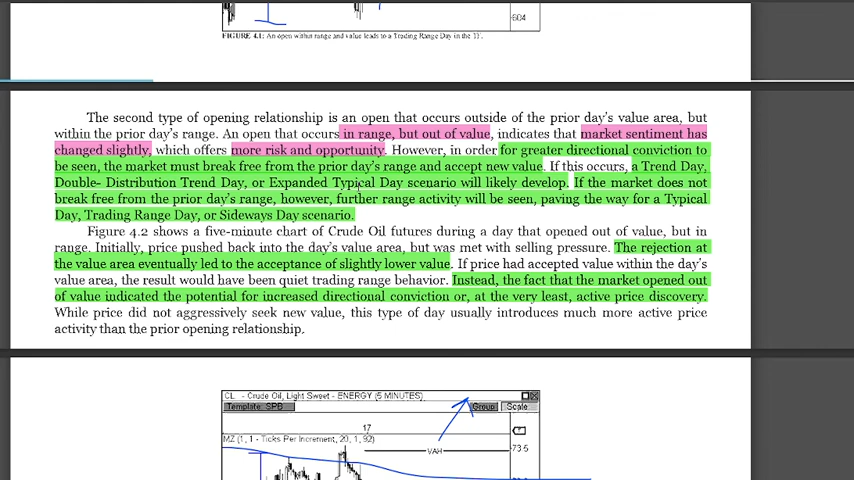 604
FIGURE 4.1: An open within range and value leads to a Trading Range Day in the TF.
The second type of opening relationship is an open that occurs outside of the prior day's value area, but
within the prior day's range. An open that occurs in range, but out of value, indicates that market sentiment has
changed slightly, which offers more risk and opportunity. However, in order for greater directional conviction to
be seen, the market must break free from the prior day's range and accept new value. If this occurs, a Trend Day,
Double- Distribution Trend Day, or Expanded Typical Day scenario will likely develop. If the market does not
break free from the prior day's range, however, further range activity will be seen, paving the way for a Typical
Day, Trading Range Day, or Sideways Day scenario.
Figure 4.2 shows a five-minute chart of Crude Oil futures during a day that opened out of value, but in
range. Initially, price pushed back into the day's value area, but was met with selling pressure. The rejection at
the value area eventually led to the acceptance of slightly lower value. If price had accepted value within the day's
value area, the result would have been quiet trading range behavior. Instead, the fact that the market opened out
of value indicated the potential for increased directional conviction or, at the very least, active price discovery.
While price did not aggressively seek new value, this type of day usually introduces much more active price
activity than the prior opening relationship.
CL - Crude Oil, Light Sweet - ENERGY (5 MINUTES)
Template: SPB Group Scale
17
MZ (1, 1 - Ticks Per Increment, 20, 1, 92)
VAH 73.5